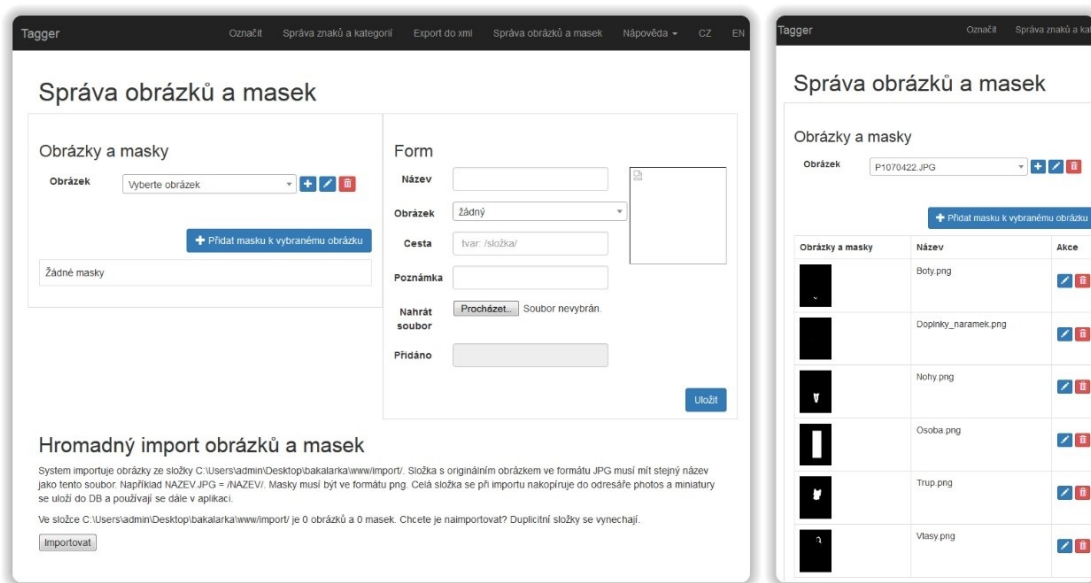 Tagger
Označit Správa znaků a kategorií Export do xml Správa obrázků a masek Nápověda CZ EN
Správa obrázků a masek
Obrázky a masky
Obrázek Vyberte obrázek
Přidat masku k vybranému obrázku
Žádné masky
Form
Název
Obrázek žádný
Cesta tvar: /složka/
Poznámka
Nahrát soubor Procházet... Soubor nevybrán.
Přidáno
Uložit
Hromadný import obrázků a masek
System importuje obrázky ze složky C:\Users\admin\Desktop\bakalarka\www/import/. Složka s originálním obrázkem ve formátu JPG musí mít stejný název
jako tento soubor. Například NAZEV.JPG = /NAZEV/. Masky musí být ve formátu png. Celá složka se při importu nakopíruje do odresáře photos a miniatury
se uloží do DB a používají se dále v aplikaci.
Ve složce C:\Users\admin\Desktop\bakalarka\www/import/ je 0 obrázků a 0 masek. Chcete je naimportovat? Duplicitní složky se vynechají.
Importovat
Tagger
Označit Správa znaků a kat
Správa obrázků a masek
Obrázky a masky
Obrázek P1070422.JPG
Přidat masku k vybranému obrázku
Obrázky a masky Název Akce
Boty.png
Doplnky_naramek.png
Nohy.png
Osoba.png
Trup.png
Vlasy.png